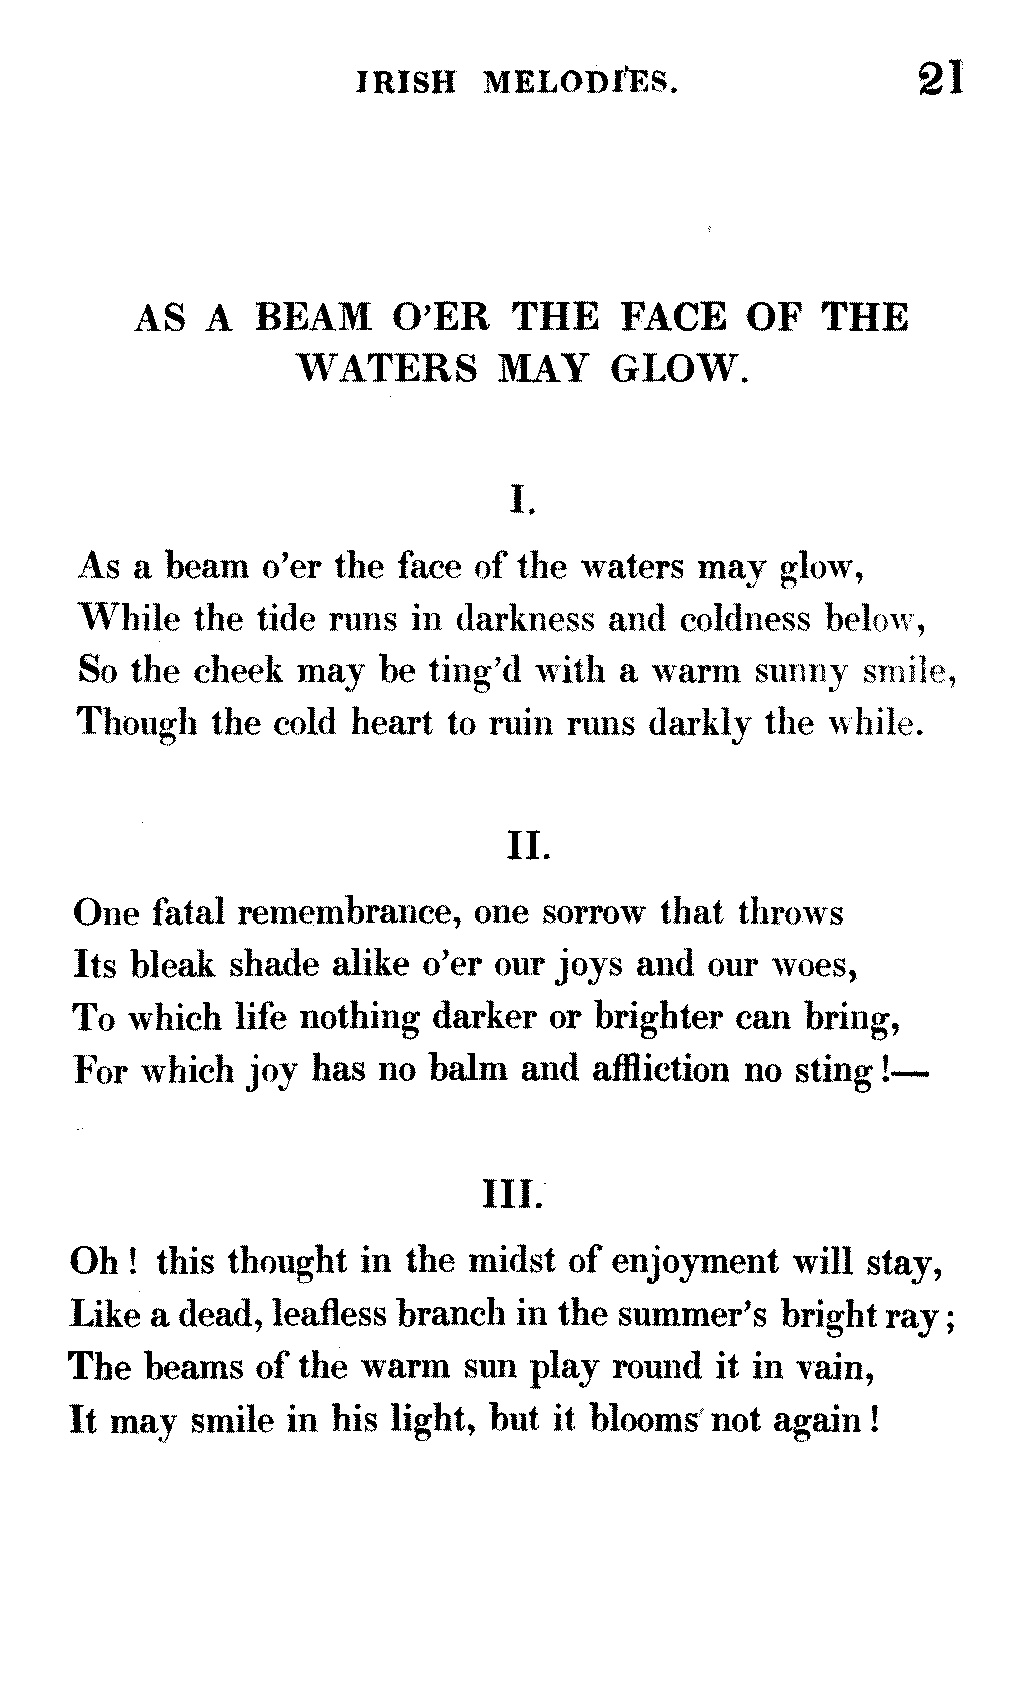 IRISH MELODIES. 21
AS A BEAM O'ER THE FACE OF THE
WATERS MAY GLOW.
I.
As a beam o'er the face of the waters may glow,
While the tide runs in darkness and coldness below,
So the cheek may be ting'd with a warm sunny smile,
Though the cold heart to ruin runs darkly the while.
II.
One fatal remembrance, one sorrow that throws
Its bleak shade alike o'er our joys and our woes,
To which life nothing darker or brighter can bring,
For which joy has no balm and affliction no sting !—
III.
Oh ! this thought in the midst of enjoyment will stay,
Like a dead, leafless branch in the summer's bright ray ;
The beams of the warm sun play round it in vain,
It may smile in his light, but it blooms not again !